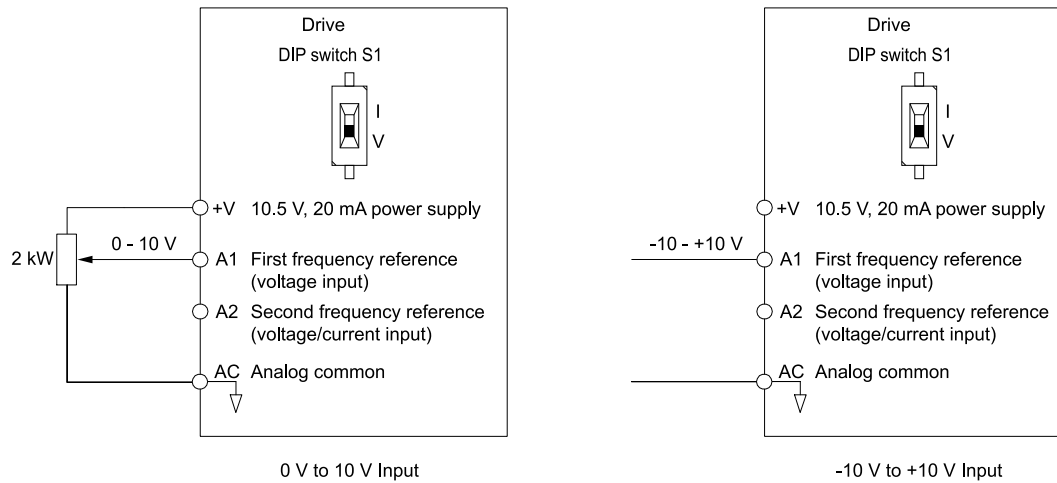 Drive
DIP switch S1
I
V
+V 10.5 V, 20 mA power supply
2 kW
0 - 10 V
A1 First frequency reference
(voltage input)
A2 Second frequency reference
(voltage/current input)
AC Analog common
0 V to 10 V Input
Drive
DIP switch S1
I
V
+V 10.5 V, 20 mA power supply
-10 - +10 V
A1 First frequency reference
(voltage input)
A2 Second frequency reference
(voltage/current input)
AC Analog common
-10 V to +10 V Input